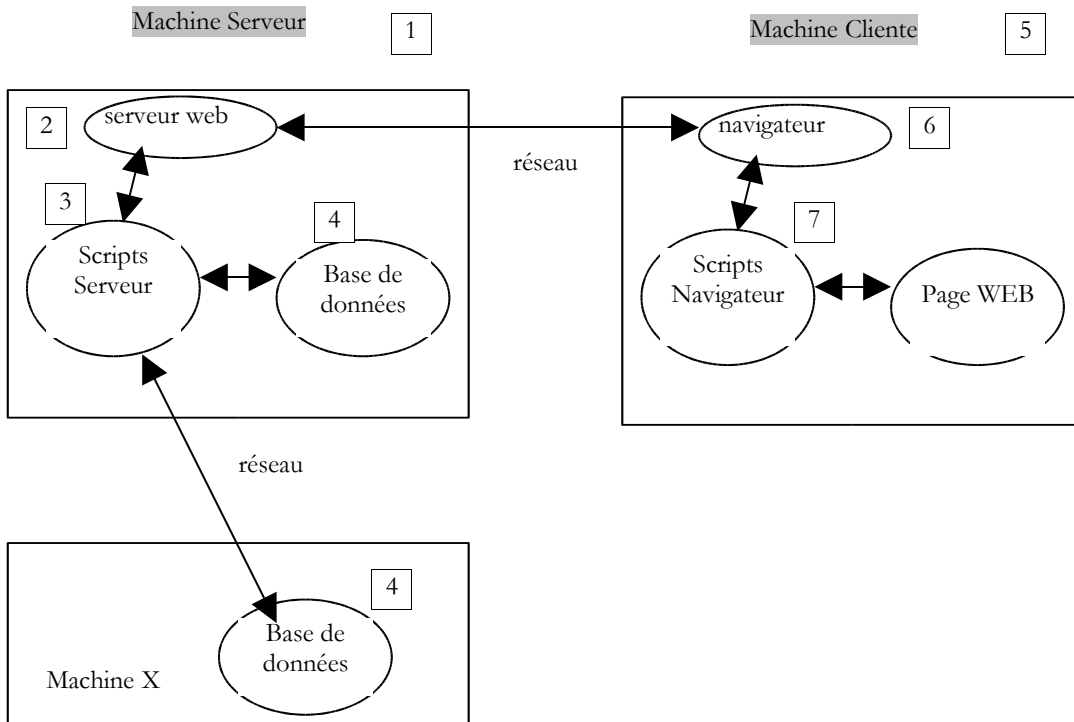 Machine Serveur
1
Machine Cliente
5
2
serveur web
navigateur
6
réseau
3
4
7
Scripts
Serveur
Base de
données
Scripts
Navigateur
Page WEB
réseau
4
Base de
données
Machine X